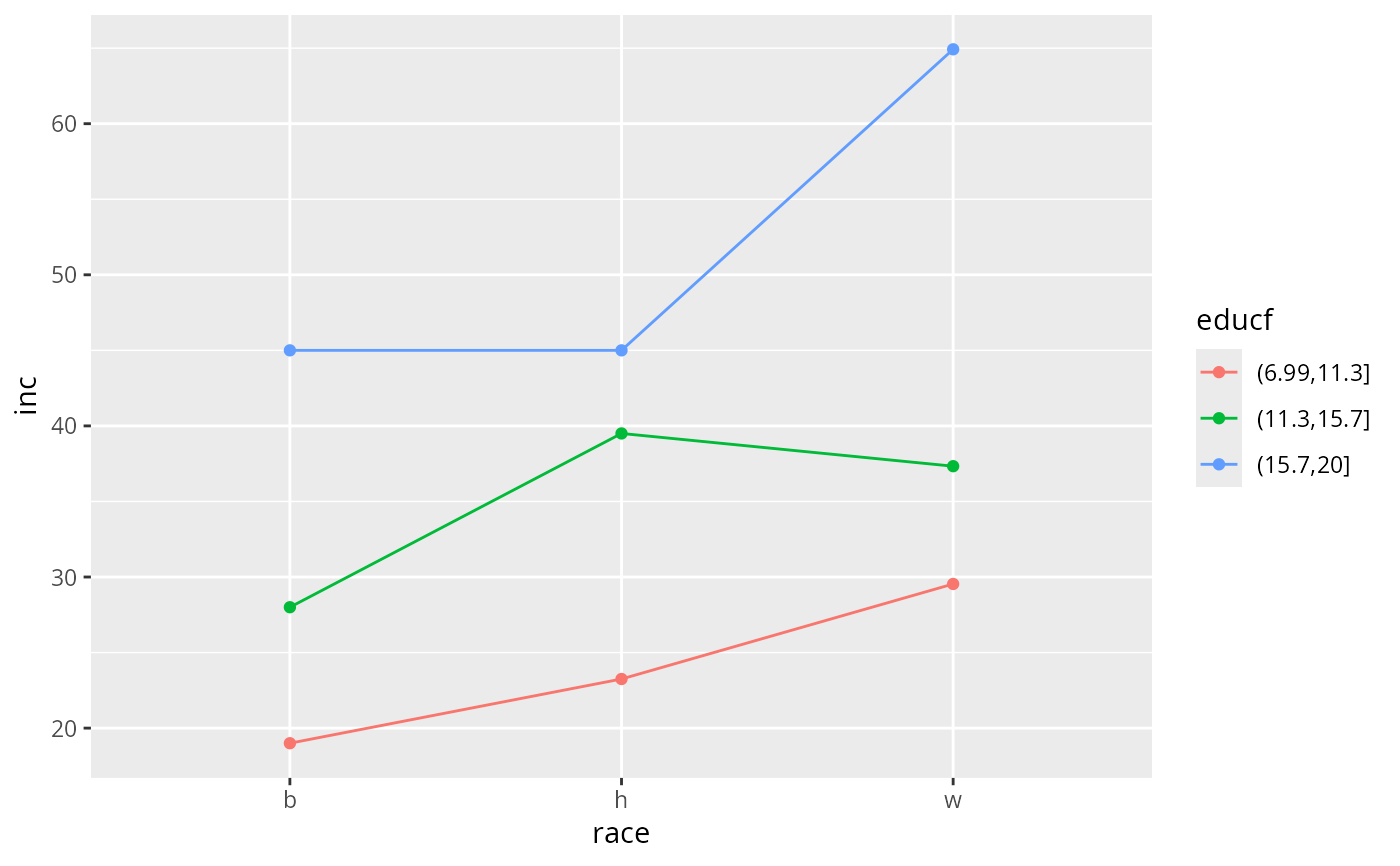 60
50
40
30
20
inc
b h w
race
educf
(6.99,11.3]
(11.3,15.7]
(15.7,20]